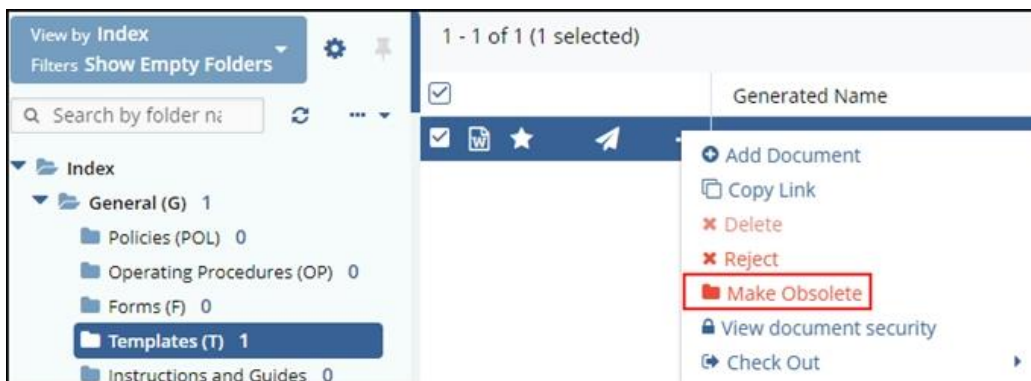 View by Index
Filters Show Empty Folders
1 - 1 of 1 (1 selected)
Search by folder na
Generated Name
Index
General (G) 1
Policies (POL) 0
Operating Procedures (OP) 0
Forms (F) 0
Templates (T) 1
Instructions and Guides 0
Add Document
Copy Link
Delete
Reject
Make Obsolete
View document security
Check Out